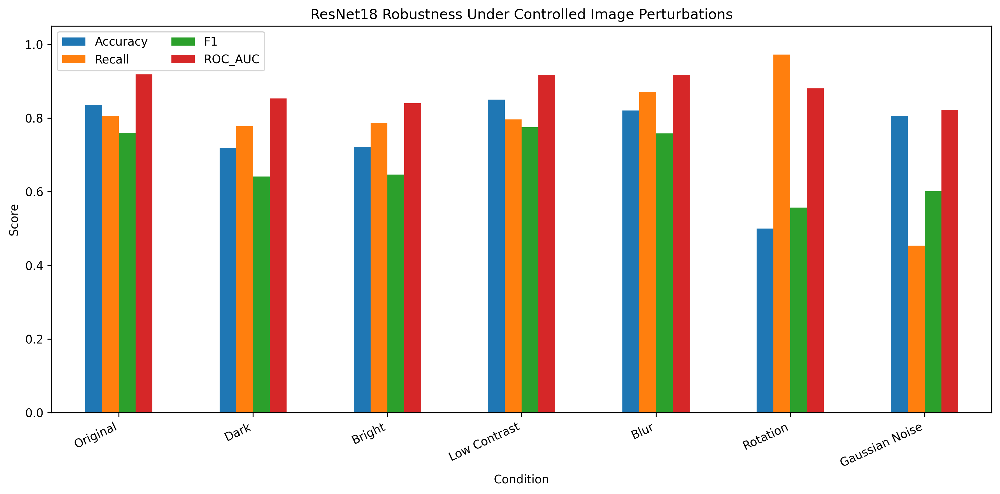 ResNet18 Robustness Under Controlled Image Perturbations
Accuracy
Recall
F1
ROC_AUC
1.0
0.8
0.6
0.4
0.2
0.0
Score
Original
Dark
Bright
Low Contrast
Blur
Rotation
Gaussian Noise
Condition